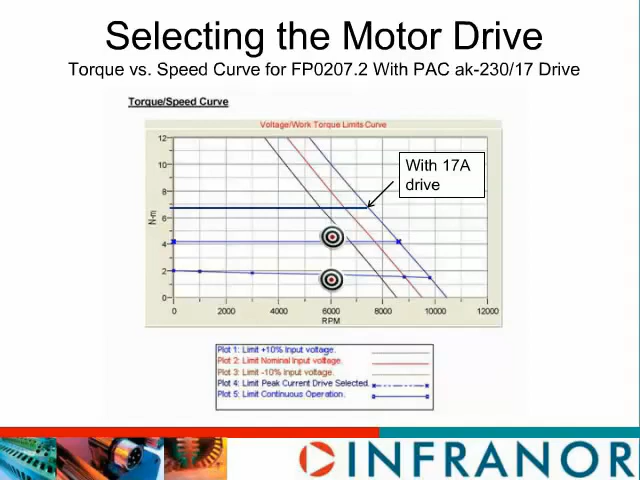 Selecting the Motor Drive
Torque vs. Speed Curve for FP0207.2 With PAC ak-230/17 Drive
Torque/Speed Curve
Voltage/Work Torque Limits Curve
12
10
8
6
4
2
0
N-m
With 17A
drive
0 2000 4000 6000 8000 10000 12000
RPM
Plot 1: Limit +10% Input voltage.
Plot 2: Limit Nominal Input voltage.
Plot 3: Limit -10% Input voltage.
Plot 4: Limit Peak Current Drive Selected.
Plot 5: Limit Continuous Operation.
INFRANOR